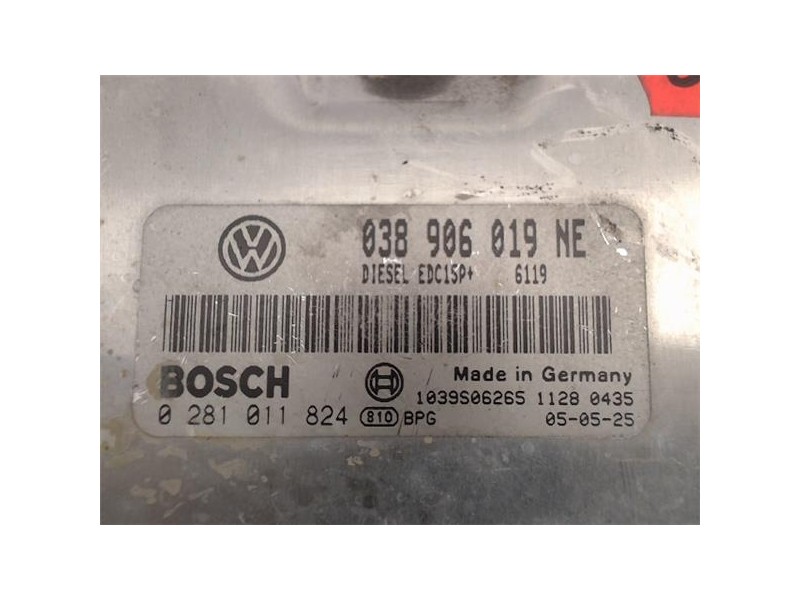 038 906 019 NE
DIESEL EDC15P+ 6119
BOSCH
Made in Germany
1039S06265 1128 0435
0 281 011 824 S10 BPG 05-05-25